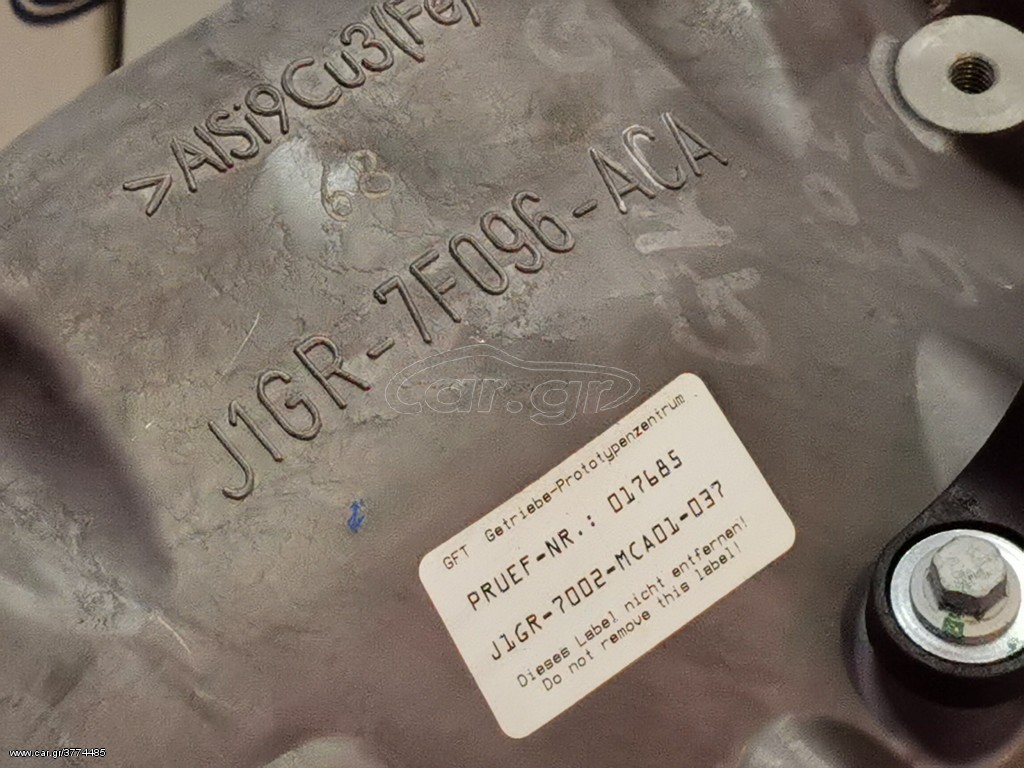 >AlSi9Cu3(Fe)
68
J1GR-7F096-ACA
car.gr
GFT Getriebe-Prototypenzentrum
PRUEF-NR.: 017685
J1GR-7002-MCA01-037
Dieses Label nicht entfernen!
Do not remove this label!
www.car.gr/3774485